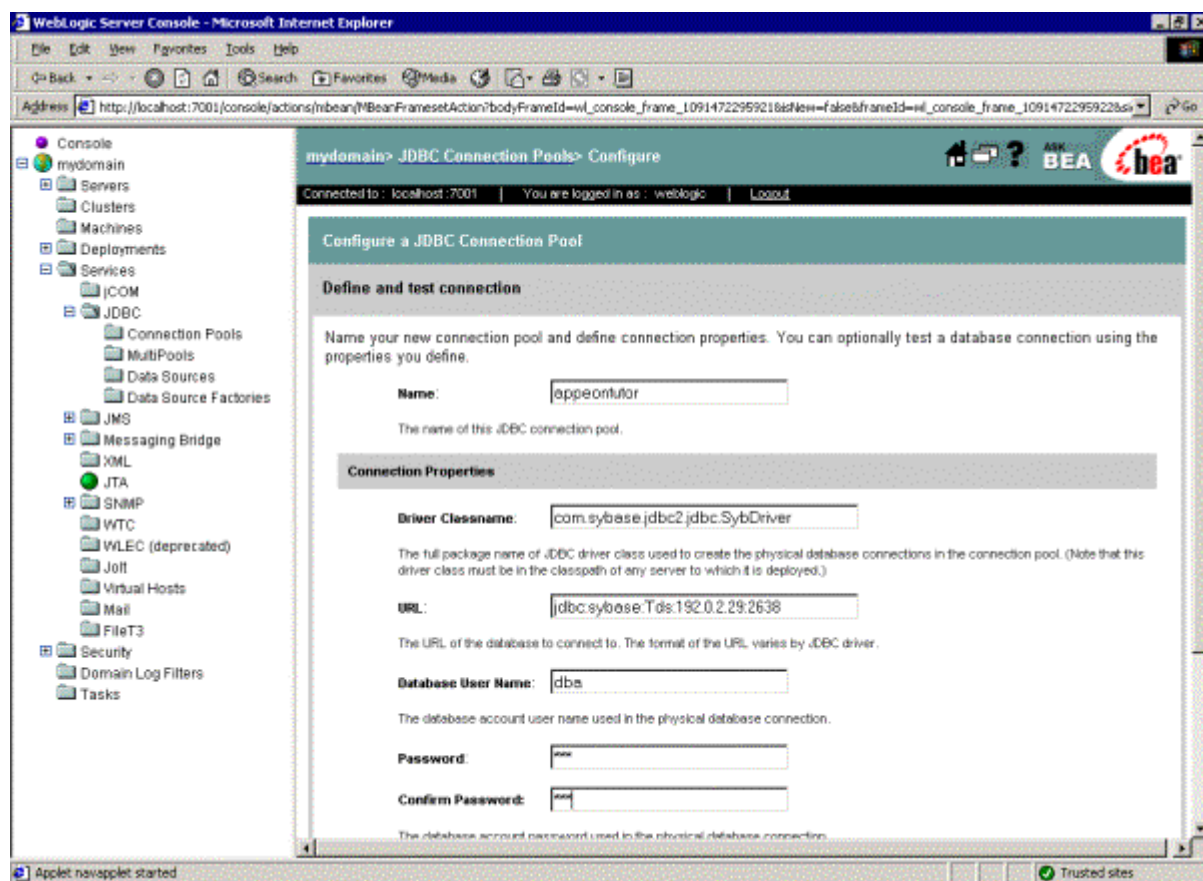 WebLogic Server Console - Microsoft Internet Explorer
File Edit View Favorites Tools Help
Back Search Favorites Media
Address http://localhost:7001/console/actions/mbean/MBeanFramesetAction?bodyFrameId=wl_console_frame_1091472295921&isNew=false&frameId=wl_console_frame_1091472295922&si Go
Console
mydomain
Servers
Clusters
Machines
Deployments
Services
jCOM
JDBC
Connection Pools
MultiPools
Data Sources
Data Source Factories
JMS
Messaging Bridge
XML
JTA
SNMP
WTC
WLEC (deprecated)
Jolt
Virtual Hosts
Mail
FileT3
Security
Domain Log Filters
Tasks
mydomain> JDBC Connection Pools> Configure
? ASK BEA bea
Connected to : localhost :7001 | You are logged in as : weblogic | Logout
Configure a JDBC Connection Pool
Define and test connection
Name your new connection pool and define connection properties. You can optionally test a database connection using the
properties you define.
Name: appeontutor
The name of this JDBC connection pool.
Connection Properties
Driver Classname: com.sybase.jdbc2.jdbc.SybDriver
The full package name of JDBC driver class used to create the physical database connections in the connection pool. (Note that this
driver class must be in the classpath of any server to which it is deployed.)
URL: jdbc:sybase:Tds:192.0.2.29:2638
The URL of the database to connect to. The format of the URL varies by JDBC driver.
Database User Name: dba
The database account user name used in the physical database connection.
Password: ***
Confirm Password: ***
The database account password used in the physical database connection.
Applet navapplet started
Trusted sites